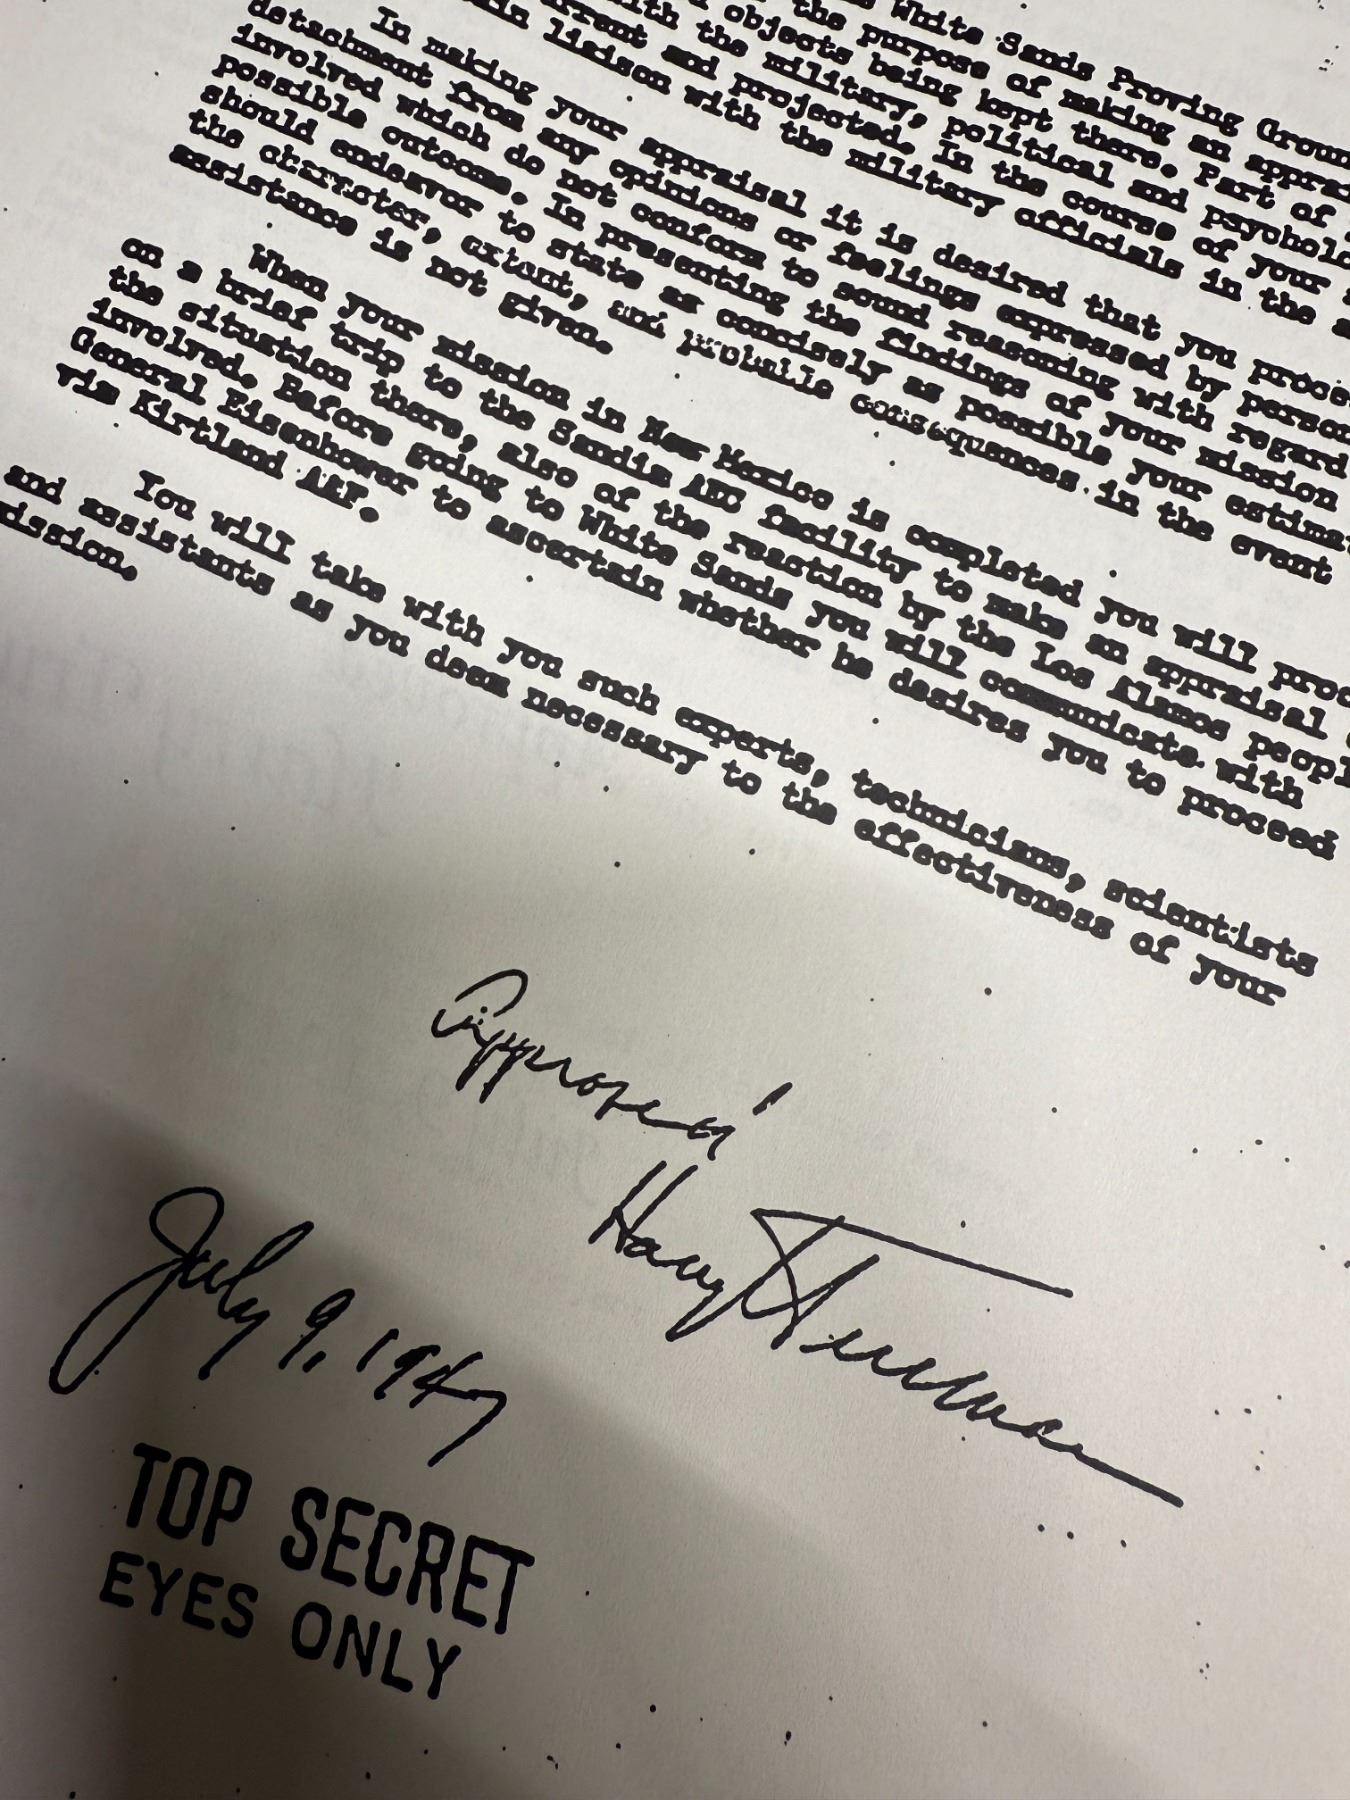 White Sands Proving Groun
the purpose of making an apprai
objects being kept there. Part of
with the military, political and psycholo
and projected. In the course of your
liaison with the military officials in the
In making your appraisal it is desired that you procee
detachment from any opinions or feelings expressed by person
involved which do not conform to sound reasoning with regard
possible outcome. In presenting the findings of your mission
should endeavor to state as concisely as possible your estimat
the character, extent, and probable consequences in the event
assistance is not given.
When your mission in New Mexico is completed you will proc
on a brief trip to the Sandia AEC facility to make an appraisal
the situation there, also of the reaction by the Los Alamos peopl
involved. Before going to White Sands you will communicate with
General Eisenhower to ascertain whether he desires you to proceed
via Kirtland AAF.
You will take with you such experts, technicians, scientists
and assistants as you deem necessary to the effectiveness of your
mission.
Approved
Harry S Truman
July 9, 1947
TOP SECRET
EYES ONLY